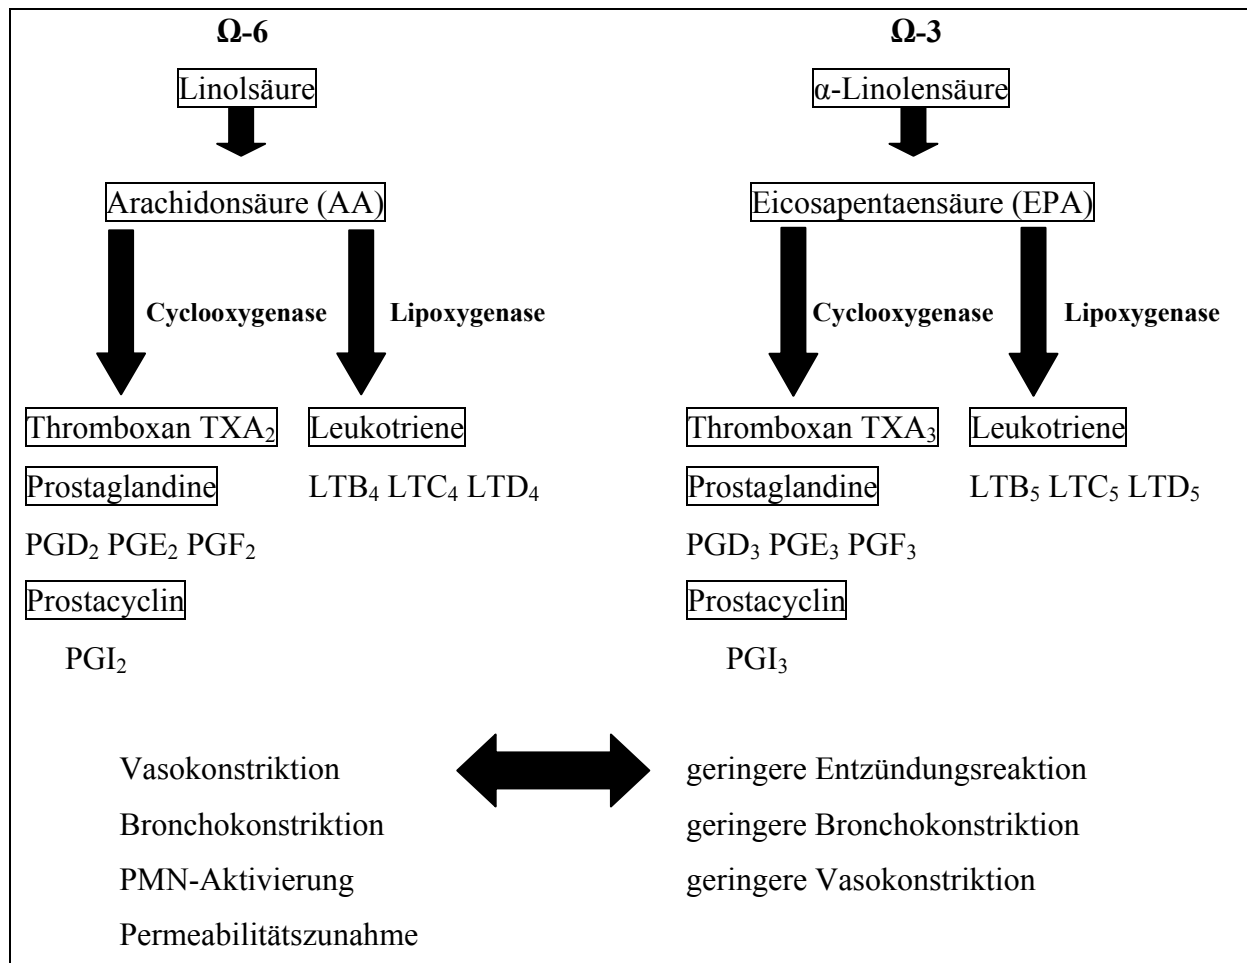 Ω-6 Ω-3
Linolsäure α-Linolensäure
Arachidonsäure (AA) Eicosapentaensäure (EPA)
Cyclooxygenase Lipoxygenase Cyclooxygenase Lipoxygenase
Thromboxan TXA₂ Leukotriene Thromboxan TXA₃ Leukotriene
Prostaglandine LTB₄ LTC₄ LTD₄ Prostaglandine LTB₅ LTC₅ LTD₅
PGD₂ PGE₂ PGF₂ PGD₃ PGE₃ PGF₃
Prostacyclin Prostacyclin
PGI₂ PGI₃
Vasokonstriktion geringere Entzündungsreaktion
Bronchokonstriktion geringere Bronchokonstriktion
PMN-Aktivierung geringere Vasokonstriktion
Permeabilitätszunahme